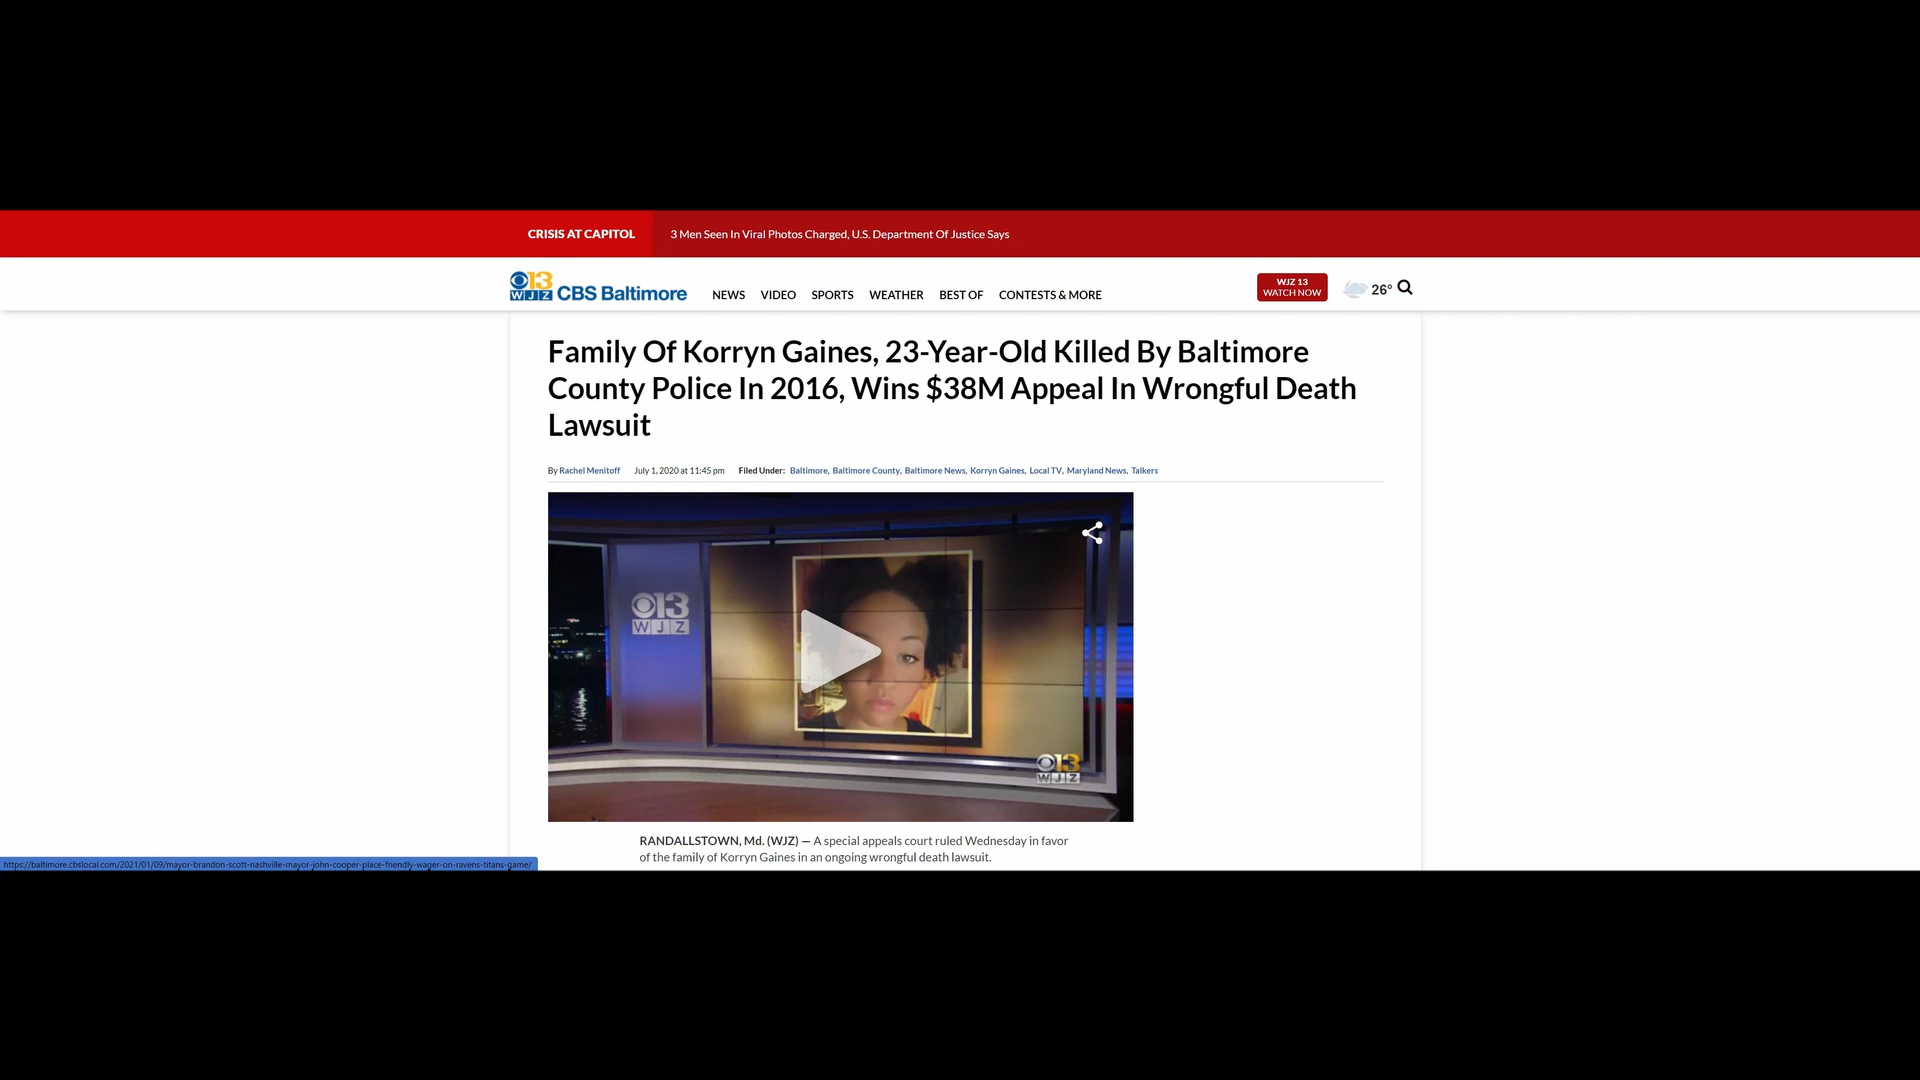 CRISIS AT CAPITOL 3 Men Seen In Viral Photos Charged, U.S. Department Of Justice Says
13
WJZ CBS Baltimore NEWS VIDEO SPORTS WEATHER BEST OF CONTESTS & MORE
WJZ 13
WATCH NOW
26°
Family Of Korryn Gaines, 23-Year-Old Killed By Baltimore
County Police In 2016, Wins $38M Appeal In Wrongful Death
Lawsuit
By Rachel Menitoff July 1, 2020 at 11:45 pm Filed Under: Baltimore, Baltimore County, Baltimore News, Korryn Gaines, Local TV, Maryland News, Talkers
13
WJZ
13
WJZ
RANDALLSTOWN, Md. (WJZ) — A special appeals court ruled Wednesday in favor
of the family of Korryn Gaines in an ongoing wrongful death lawsuit.
https://baltimore.cbslocal.com/2021/01/09/mayor-brandon-scott-nashville-mayor-john-cooper-place-friendly-wager-on-ravens-titans-game/